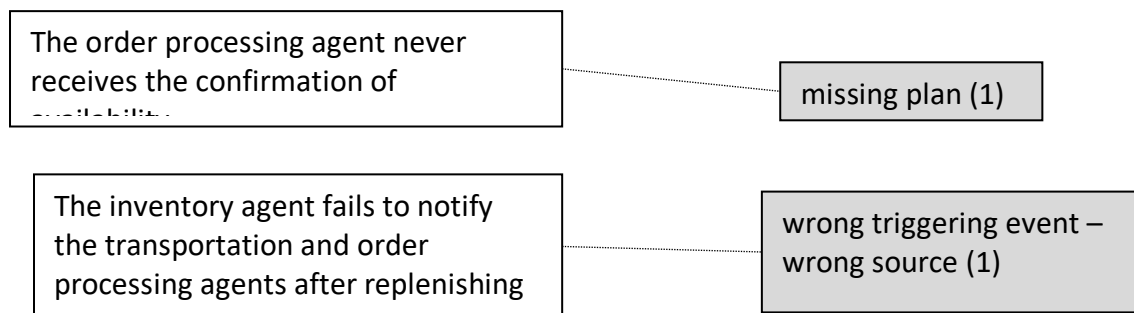 The order processing agent never
receives the confirmation of
availability
missing plan (1)
The inventory agent fails to notify
the transportation and order
processing agents after replenishing
wrong triggering event –
wrong source (1)